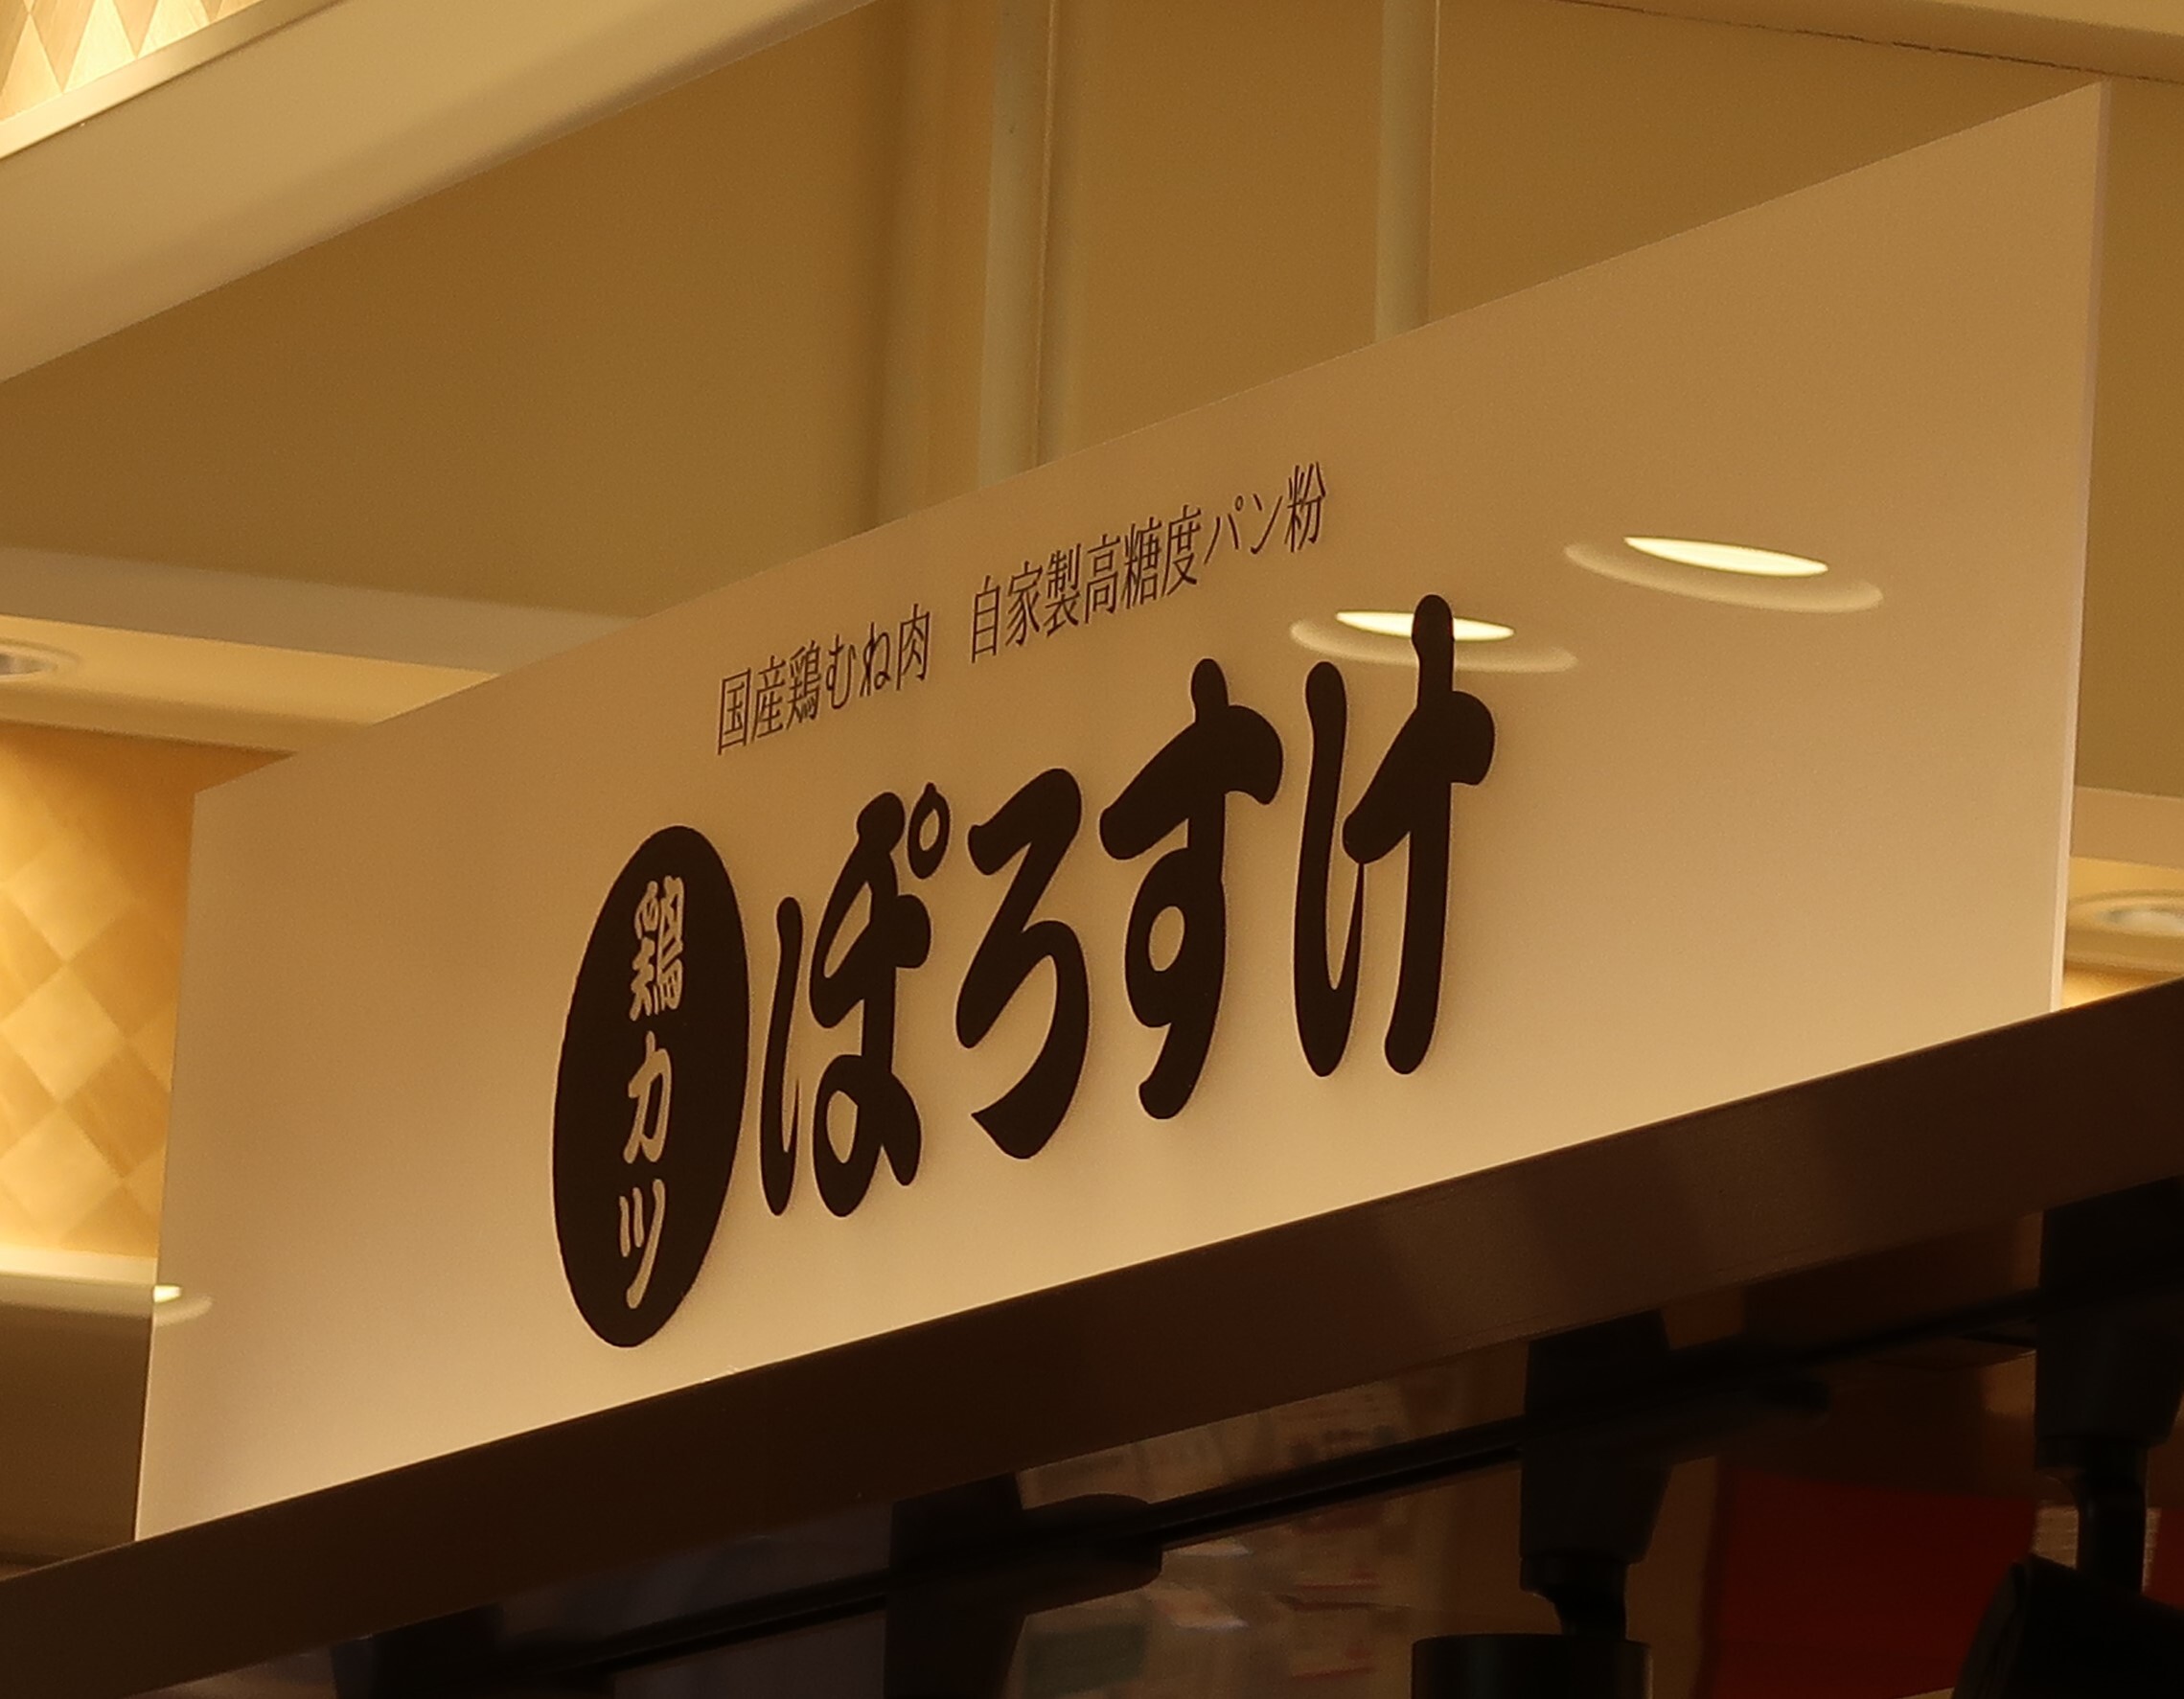 国産鶏むね肉　自家製高糖度パン粉
鶏カツ
ぽろすけ